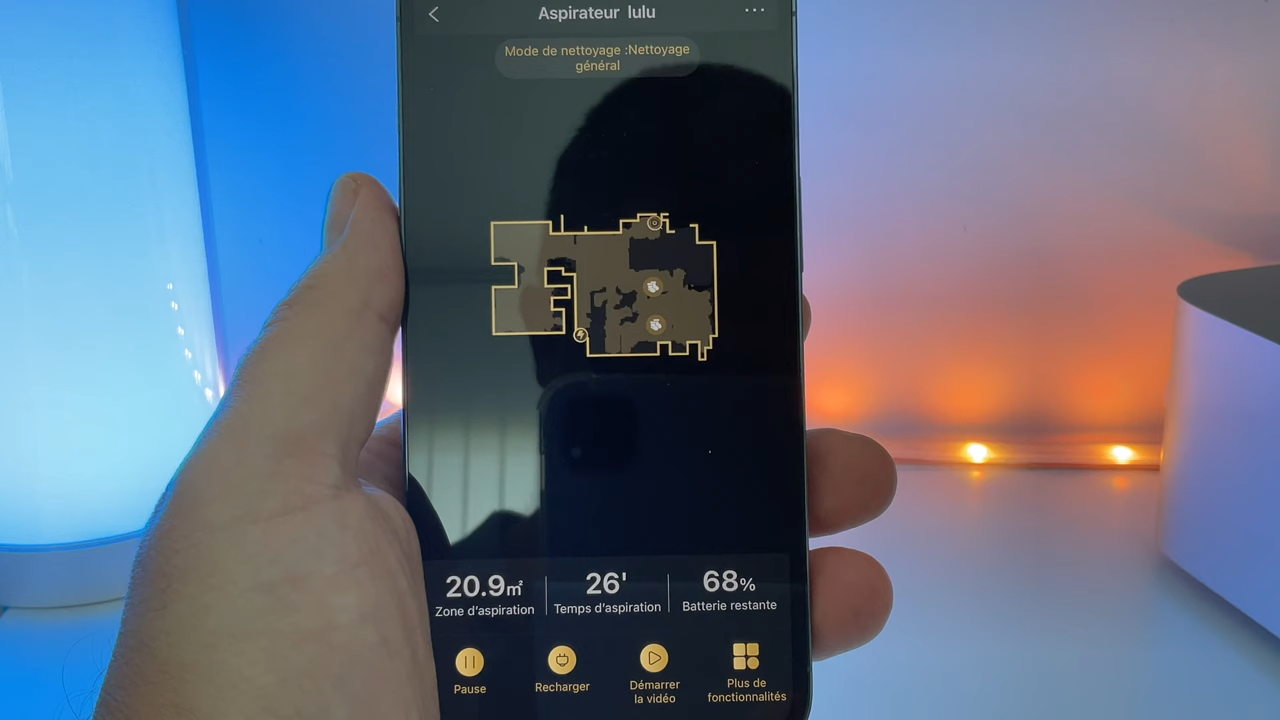 Aspirateur lulu
Mode de nettoyage :Nettoyage
général
20.9㎡
26'
68%
Zone d'aspiration
Temps d'aspiration
Batterie restante
Pause
Recharger
Démarrer
la vidéo
Plus de
fonctionnalités